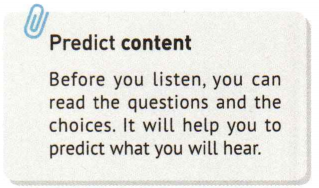 Predict content
Before you listen, you can
read the questions and the
choices. It will help you to
predict what you will hear.